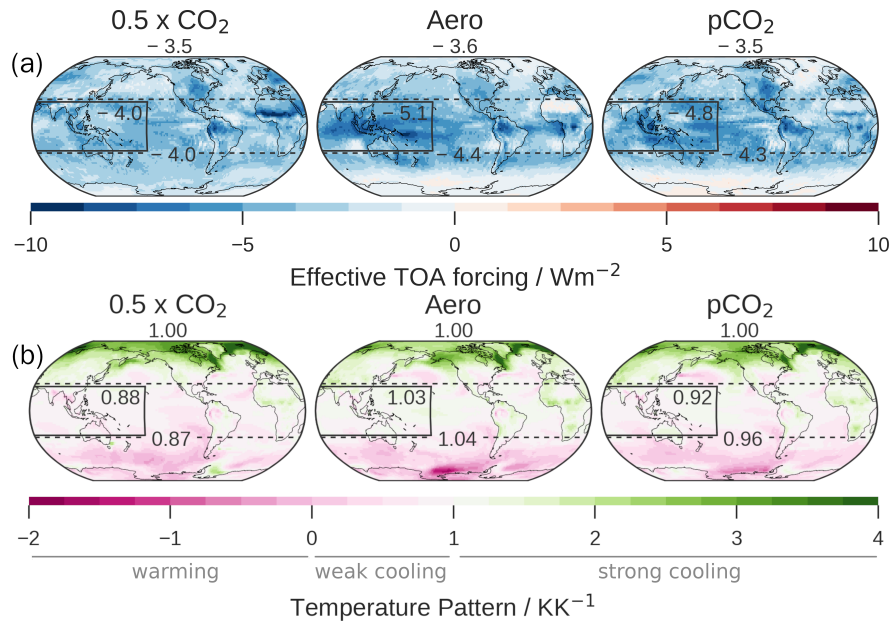 0.5 x CO₂ Aero pCO₂
− 3.5 − 3.6 − 3.5
(a)
− 4.0 − 5.1 − 4.8
− 4.0 − 4.4 − 4.3
−10 −5 0 5 10
Effective TOA forcing / Wm⁻²
0.5 x CO₂ Aero pCO₂
1.00 1.00 1.00
(b)
0.88 1.03 0.92
0.87 1.04 0.96
−2 −1 0 1 2 3 4
warming weak cooling strong cooling
Temperature Pattern / KK⁻¹